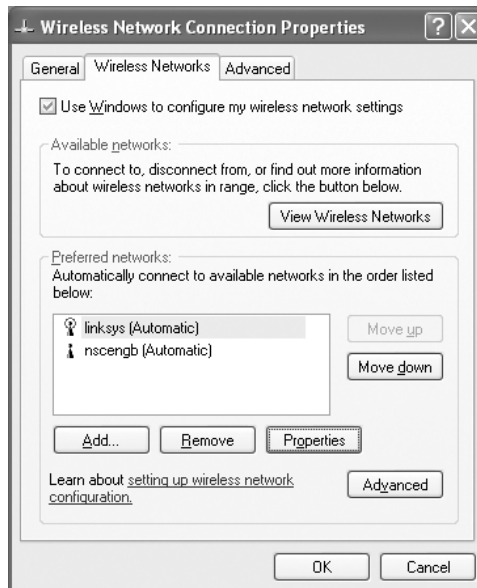 Wireless Network Connection Properties
General Wireless Networks Advanced
Use Windows to configure my wireless network settings
Available networks:
To connect to, disconnect from, or find out more information
about wireless networks in range, click the button below.
View Wireless Networks
Preferred networks:
Automatically connect to available networks in the order listed
below:
linksys (Automatic)
nscengb (Automatic)
Move up
Move down
Add... Remove Properties
Learn about setting up wireless network
configuration.
Advanced
OK Cancel